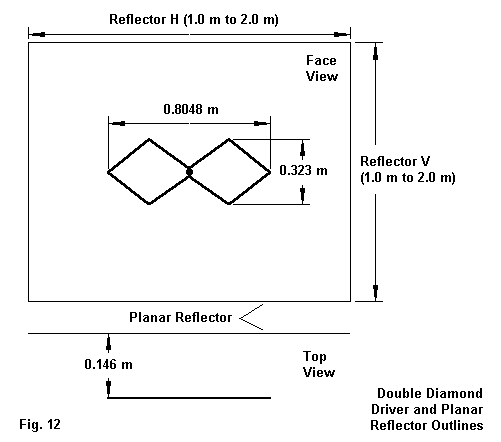 Reflector H (1.0 m to 2.0 m)
Face
View
0.8048 m
0.323 m
Reflector V
(1.0 m to 2.0 m)
Planar Reflector
0.146 m
Top
View
Double Diamond
Driver and Planar
Reflector Outlines
Fig. 12